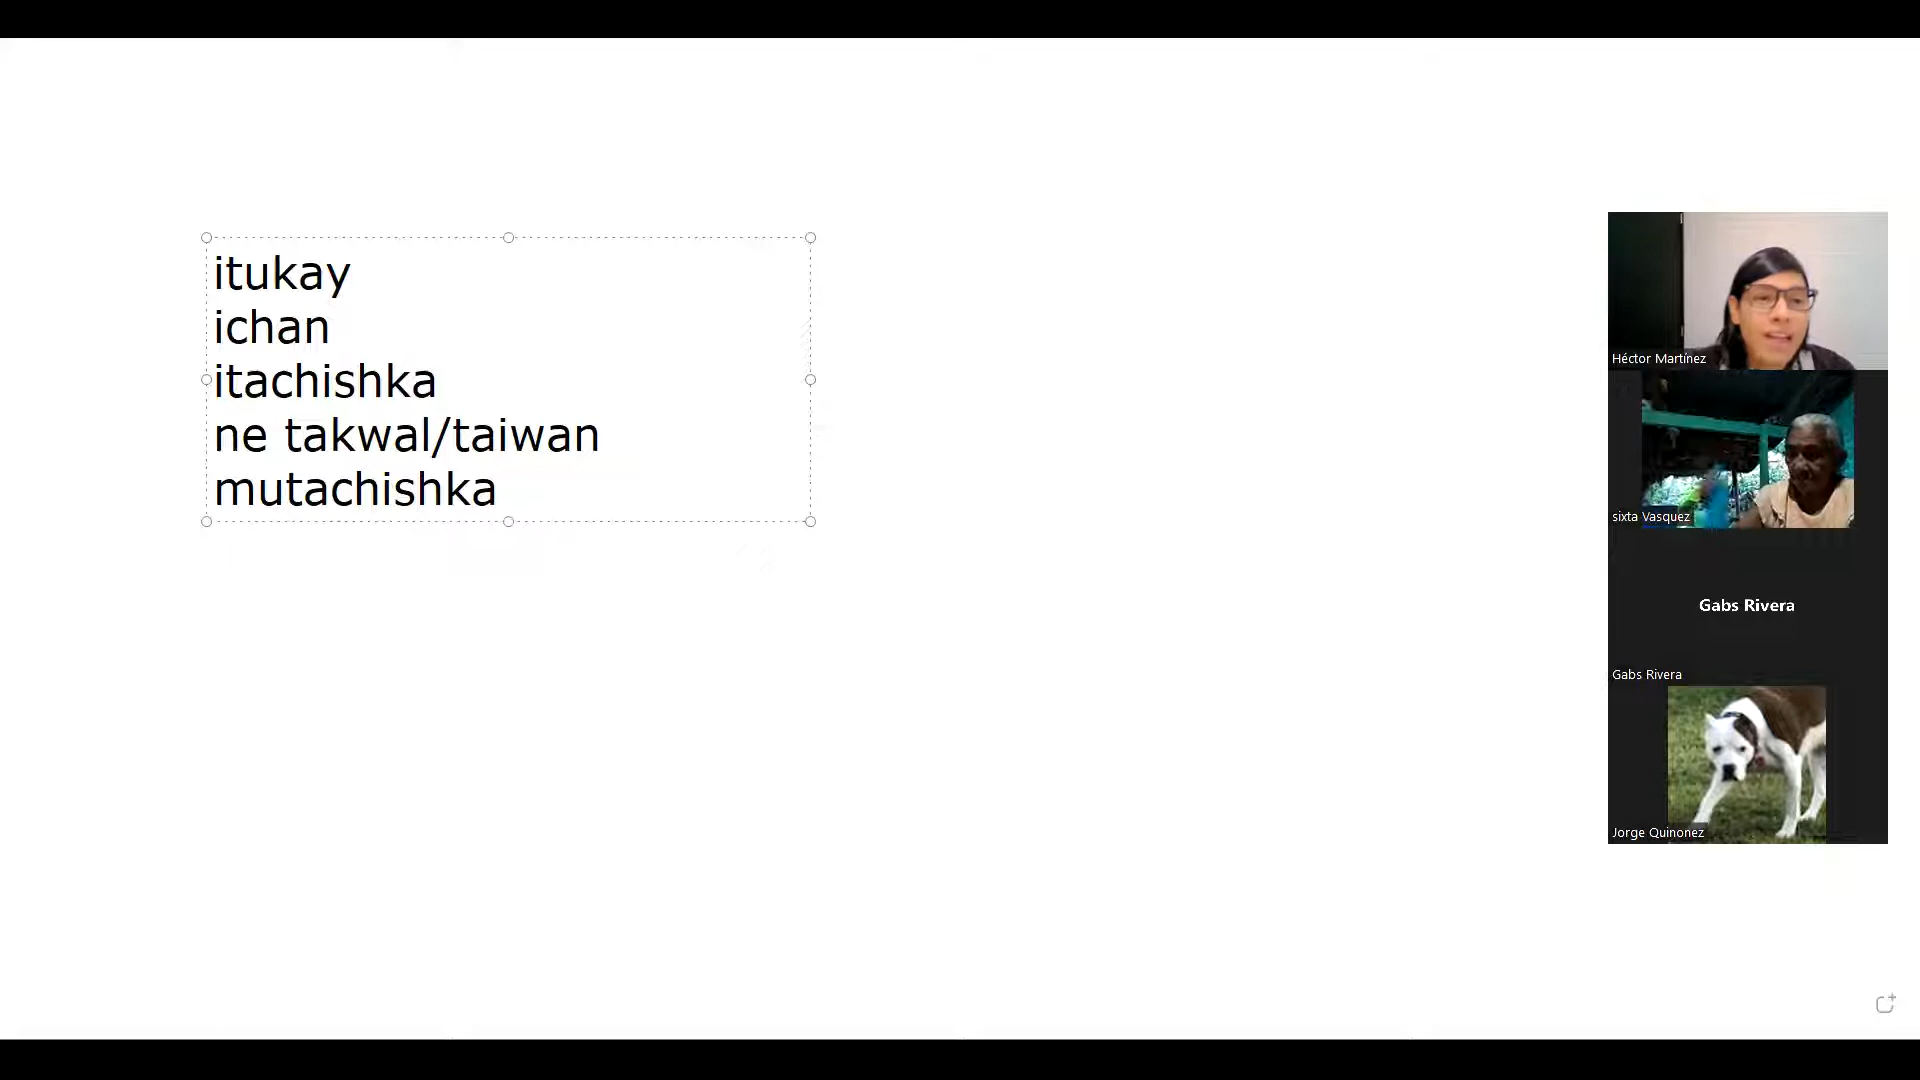 itukay
ichan
itachishka
ne takwal/taiwan
mutachishka
Héctor Martínez
sixta Vasquez
Gabs Rivera
Gabs Rivera
Jorge Quinonez